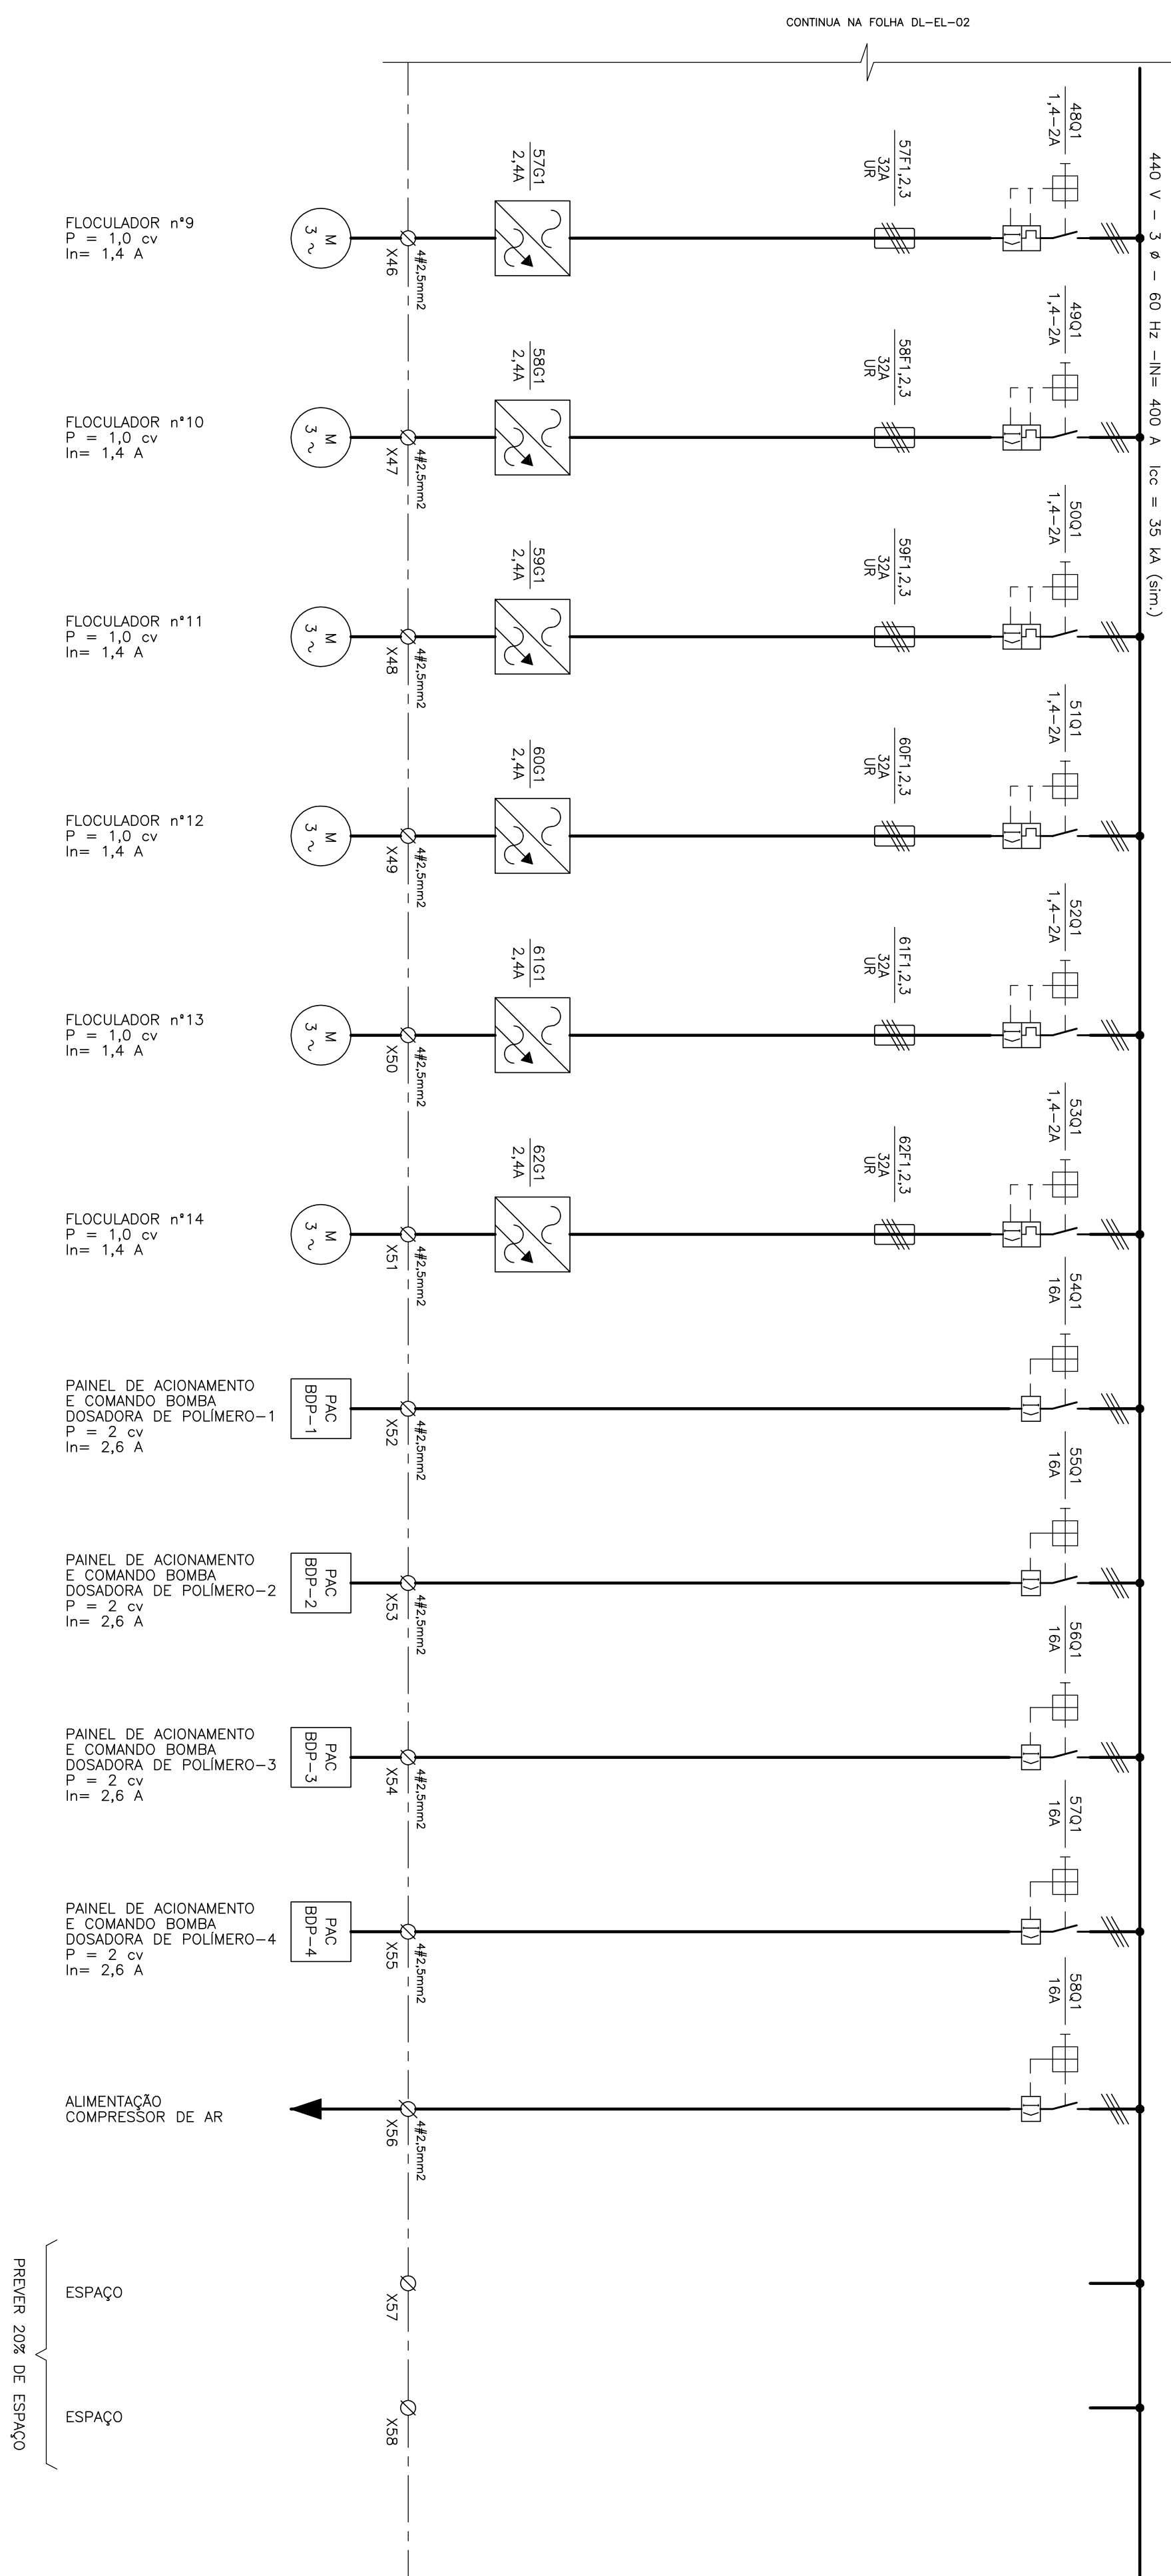 CONTINUA NA FOLHA DL-EL-02
440 V - 3 ø - 60 Hz -IN= 400 A Icc = 35 kA (sim.)
48Q1
1,4-2A
57F1,2,3
32A
UR
57G1
2,4A
4#2,5mm2
X46
M
3 ~
FLOCULADOR n°9
P = 1,0 cv
In= 1,4 A
49Q1
1,4-2A
58F1,2,3
32A
UR
58G1
2,4A
4#2,5mm2
X47
M
3 ~
FLOCULADOR n°10
P = 1,0 cv
In= 1,4 A
50Q1
1,4-2A
59F1,2,3
32A
UR
59G1
2,4A
4#2,5mm2
X48
M
3 ~
FLOCULADOR n°11
P = 1,0 cv
In= 1,4 A
51Q1
1,4-2A
60F1,2,3
32A
UR
60G1
2,4A
4#2,5mm2
X49
M
3 ~
FLOCULADOR n°12
P = 1,0 cv
In= 1,4 A
52Q1
1,4-2A
61F1,2,3
32A
UR
61G1
2,4A
4#2,5mm2
X50
M
3 ~
FLOCULADOR n°13
P = 1,0 cv
In= 1,4 A
53Q1
1,4-2A
62F1,2,3
32A
UR
62G1
2,4A
4#2,5mm2
X51
M
3 ~
FLOCULADOR n°14
P = 1,0 cv
In= 1,4 A
54Q1
16A
4#2,5mm2
X52
PAC
BDP-1
PAINEL DE ACIONAMENTO
E COMANDO BOMBA
DOSADORA DE POLÍMERO-1
P = 2 cv
In= 2,6 A
55Q1
16A
4#2,5mm2
X53
PAC
BDP-2
PAINEL DE ACIONAMENTO
E COMANDO BOMBA
DOSADORA DE POLÍMERO-2
P = 2 cv
In= 2,6 A
56Q1
16A
4#2,5mm2
X54
PAC
BDP-3
PAINEL DE ACIONAMENTO
E COMANDO BOMBA
DOSADORA DE POLÍMERO-3
P = 2 cv
In= 2,6 A
57Q1
16A
4#2,5mm2
X55
PAC
BDP-4
PAINEL DE ACIONAMENTO
E COMANDO BOMBA
DOSADORA DE POLÍMERO-4
P = 2 cv
In= 2,6 A
58Q1
16A
4#2,5mm2
X56
ALIMENTAÇÃO
COMPRESSOR DE AR
X57
ESPAÇO
X58
ESPAÇO
PREVER 20% DE ESPAÇO